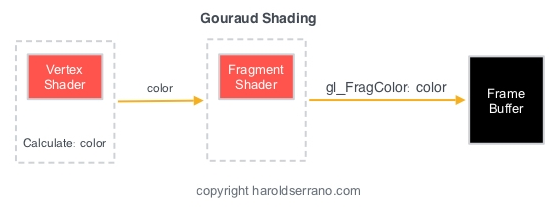 Gouraud Shading
Vertex
Shader
Calculate: color
color
Fragment
Shader
gl_FragColor: color
Frame
Buffer
copyright haroldserrano.com